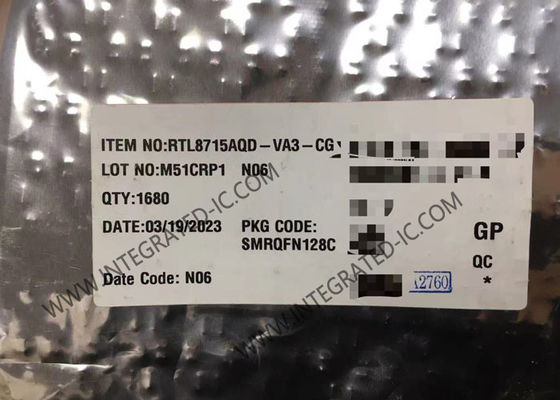 ITEM NO:RTL8715AQD-VA3-CG
LOT NO:M51CRP1 N06
QTY:1680
DATE:03/19/2023 PKG CODE:
SMRQFN128C
GP
QC
Date Code: N06
A2760
*
WWW.INTEGRATED-IC.COM
WWW.INTEGRATED-IC.COM